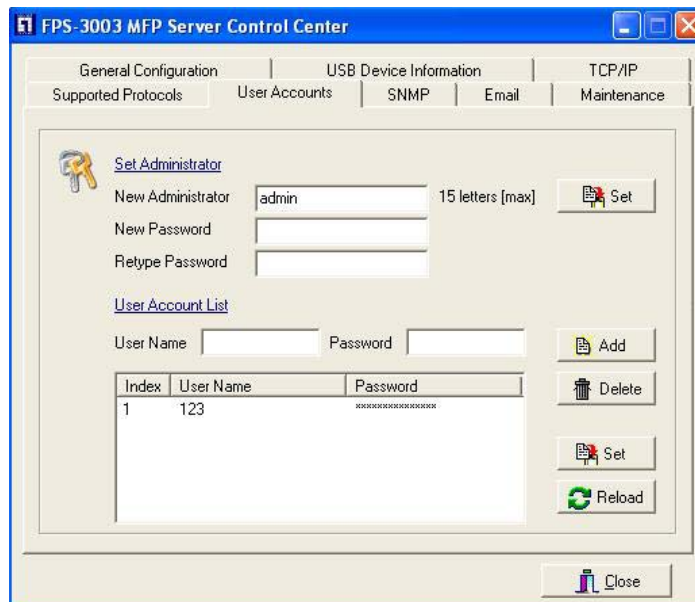 FPS-3003 MFP Server Control Center
General Configuration USB Device Information TCP/IP
Supported Protocols User Accounts SNMP Email Maintenance
Set Administrator
New Administrator admin 15 letters [max] Set
New Password
Retype Password
User Account List
User Name Password Add
Index User Name Password Delete
1 123 ***************
Set
Reload
Close